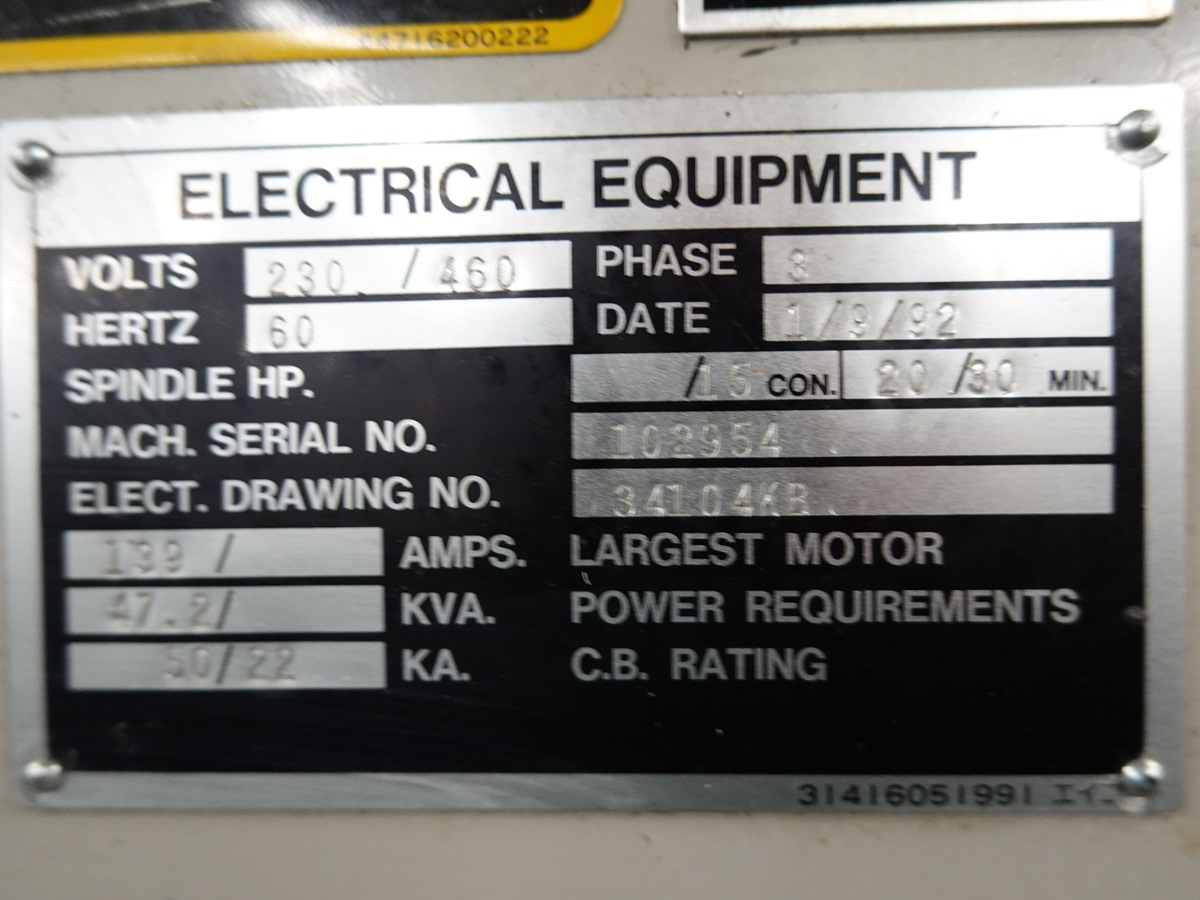 44716200222
ELECTRICAL EQUIPMENT
VOLTS 230. / 460 PHASE 3
HERTZ 60 DATE 1/9/92
SPINDLE HP. /15 CON. 20/30 MIN.
MACH. SERIAL NO. 102954
ELECT. DRAWING NO. 34104KB.
139 / AMPS. LARGEST MOTOR
47.2/ KVA. POWER REQUIREMENTS
50/22 KA. C.B. RATING
31416051991